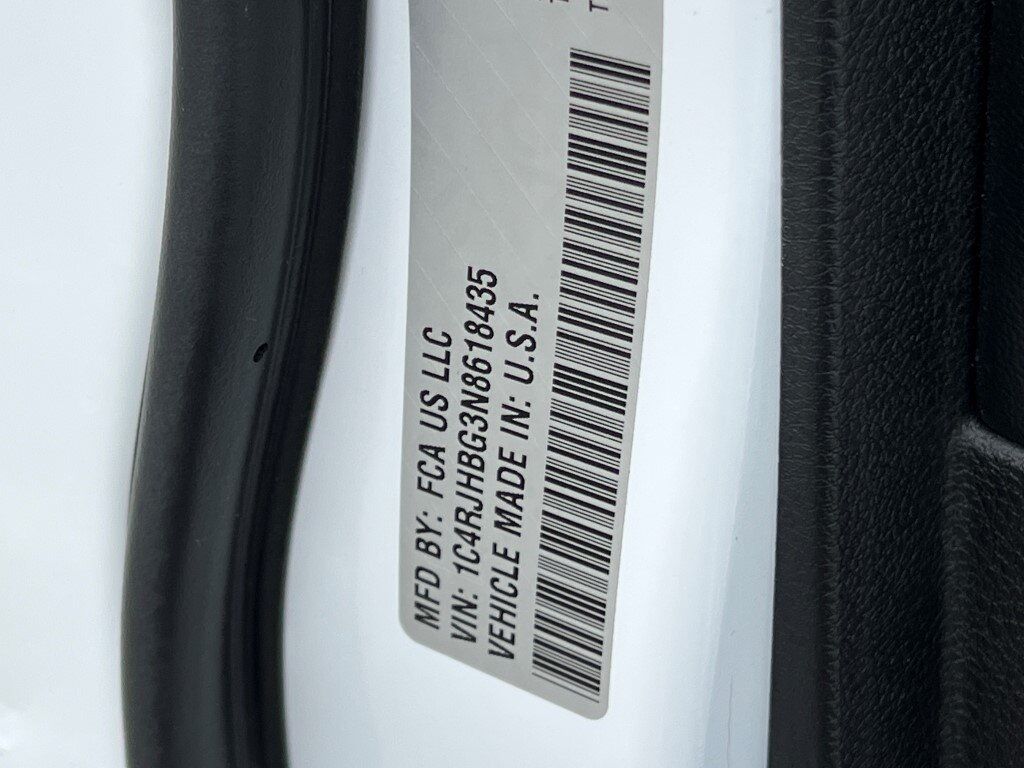 MFD BY: FCA US LLC
VIN: 1C4RJHBG3N8618435
VEHICLE MADE IN: U.S.A.